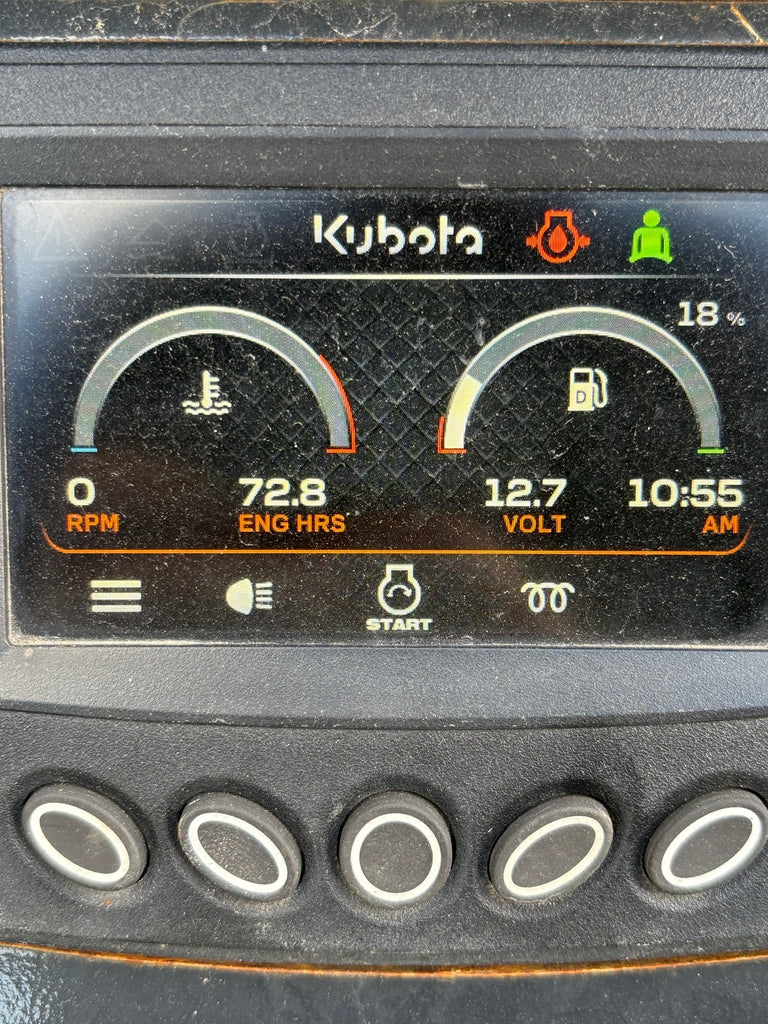 Kubota
18 %
D
0 72.8 12.7 10:55
RPM ENG HRS VOLT AM
START